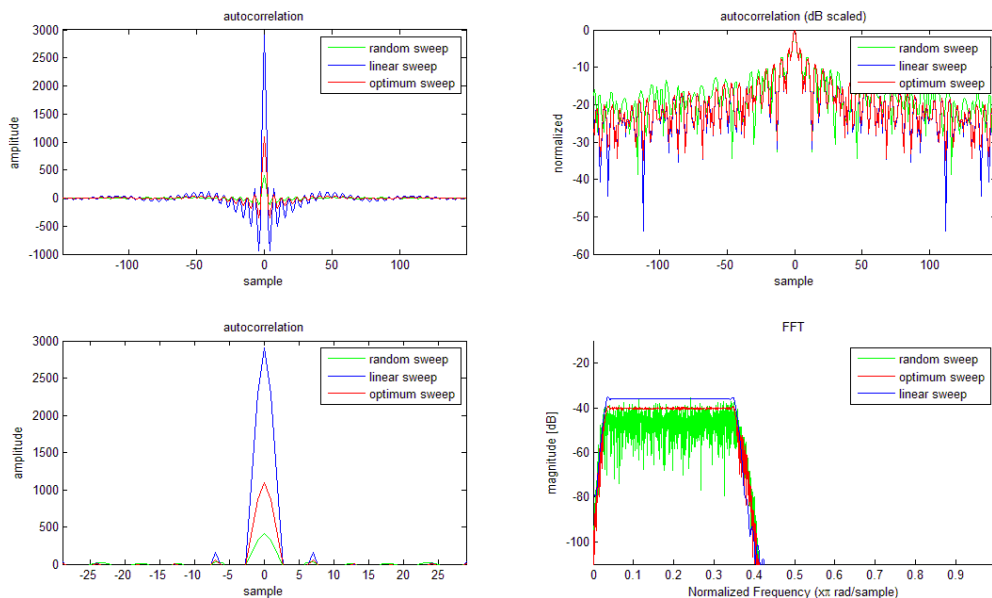 autocorrelation
3000
2500
2000
1500
1000
500
0
-500
-1000
amplitude
random sweep
linear sweep
optimum sweep
-100
-50
0
50
100
sample
autocorrelation (dB scaled)
0
-10
-20
-30
-40
-50
-60
normalized
random sweep
linear sweep
optimum sweep
-100
-50
0
50
100
sample
autocorrelation
3000
2500
2000
1500
1000
500
0
amplitude
random sweep
linear sweep
optimum sweep
-25
-20
-15
-10
-5
0
5
10
15
20
25
sample
FFT
-20
-40
-60
-80
-100
magnitude [dB]
random sweep
optimum sweep
linear sweep
0
0.1
0.2
0.3
0.4
0.5
0.6
0.7
0.8
0.9
Normalized Frequency (xπ rad/sample)